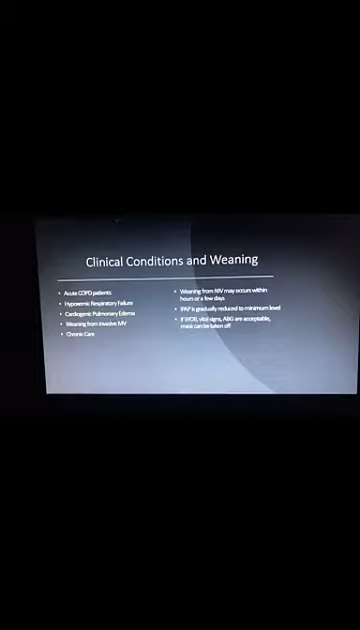 Clinical Conditions and Weaning
• Acute COPD patients
• Hypoxemic Respiratory Failure
• Cardiogenic Pulmonary Edema
• Weaning from invasive MV
• Chronic Care
• Weaning from NIV may occurs within
hours or a few days
• IPAP is gradually reduced to minimum level
• If WOB, vital signs, ABG are acceptable,
mask can be taken off